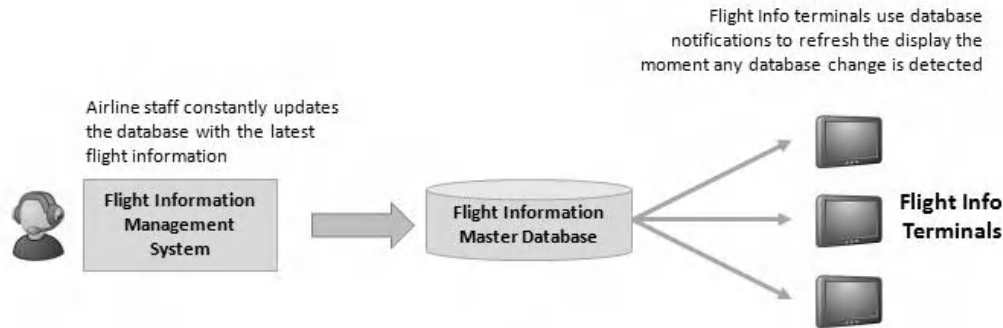 Flight Info terminals use database
notifications to refresh the display the
moment any database change is detected
Airline staff constantly updates
the database with the latest
flight information
Flight Information
Management
System
Flight Information
Master Database
Flight Info
Terminals